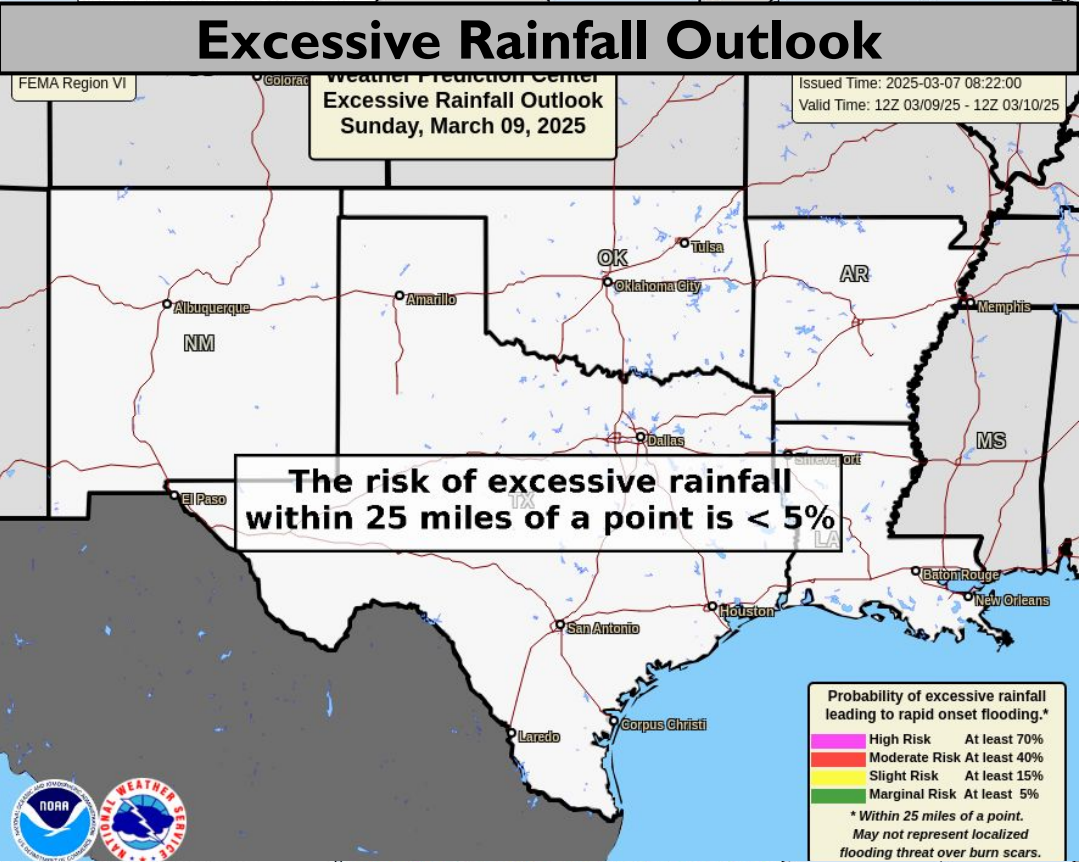 Excessive Rainfall Outlook
FEMA Region VI
Weather Prediction Center
Excessive Rainfall Outlook
Sunday, March 09, 2025
Issued Time: 2025-03-07 08:22:00
Valid Time: 12Z 03/09/25 - 12Z 03/10/25
Tulsa
OK
Oklahoma City
AR
Albuquerque
Amarillo
Memphis
NM
Dallas
MS
Shreveport
El Paso
The risk of excessive rainfall
within 25 miles of a point is < 5%
TX
LA
Baton Rouge
New Orleans
Houston
San Antonio
Corpus Christi
Laredo
Probability of excessive rainfall
leading to rapid onset flooding.*
High Risk At least 70%
Moderate Risk At least 40%
Slight Risk At least 15%
Marginal Risk At least 5%
* Within 25 miles of a point.
May not represent localized
flooding threat over burn scars.
NOAA
NATIONAL WEATHER SERVICE